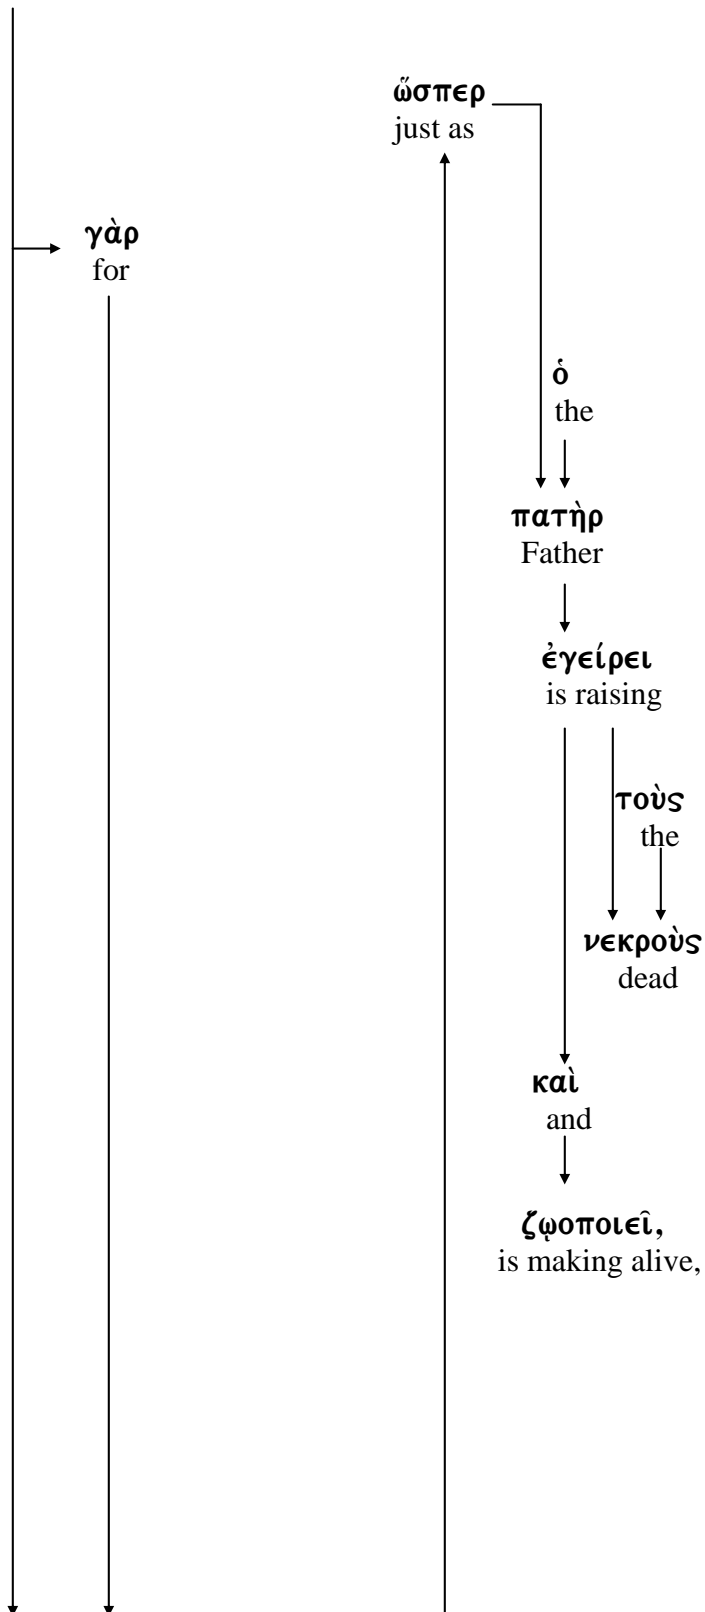 ὥσπερ
just as
γὰρ
for
ὁ
the
πατὴρ
Father
ἐγείρει
is raising
τοὺς
the
νεκροὺς
dead
καὶ
and
ζῳοποιεῖ,
is making alive,